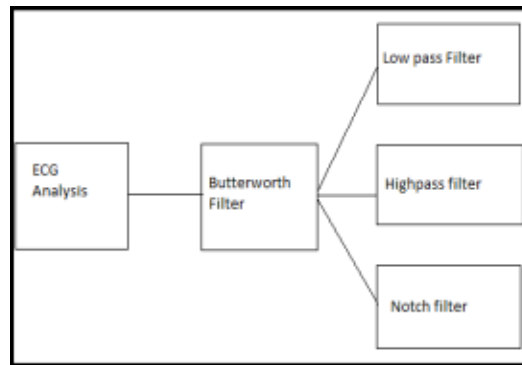 ECG
Analysis
Butterworth
Filter
Low pass Filter
Highpass filter
Notch filter